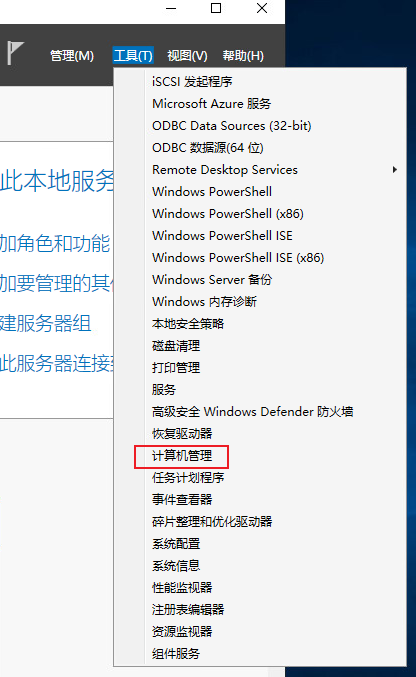 管理(M) 工具(T) 视图(V) 帮助(H)
iSCSI 发起程序
Microsoft Azure 服务
ODBC Data Sources (32-bit)
ODBC 数据源(64 位)
Remote Desktop Services
Windows PowerShell
Windows PowerShell (x86)
Windows PowerShell ISE
Windows PowerShell ISE (x86)
Windows Server 备份
Windows 内存诊断
本地安全策略
磁盘清理
打印管理
服务
高级安全 Windows Defender 防火墙
恢复驱动器
计算机管理
任务计划程序
事件查看器
碎片整理和优化驱动器
系统配置
系统信息
性能监视器
注册表编辑器
资源监视器
组件服务
此本地服务
加角色和功能
加要管理的其
建服务器组
此服务器连接